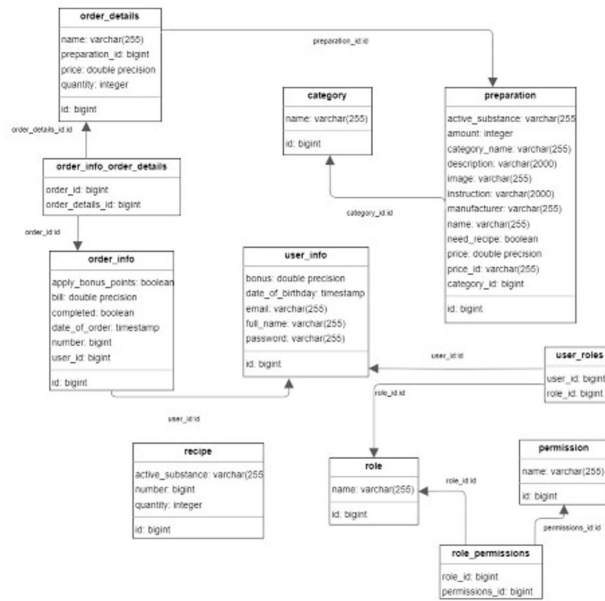 order_details
name: varchar(255)
preparation_id: bigint
price: double precision
quantity: integer
id: bigint
preparation_id:id
category
name: varchar(255)
id: bigint
preparation
active_substance: varchar(255
amount: integer
category_name: varchar(255)
description: varchar(2000)
image: varchar(255)
instruction: varchar(2000)
manufacturer: varchar(255)
name: varchar(255)
need_recipe: boolean
price: double precision
price_id: varchar(255)
category_id: bigint
id: bigint
category_id:id
order_details_id:id
order_info_order_details
order_id: bigint
order_details_id: bigint
order_id:id
order_info
apply_bonus_points: boolean
bill: double precision
completed: boolean
date_of_order: timestamp
number: bigint
user_id: bigint
id: bigint
user_info
bonus: double precision
date_of_birthday: timestamp
email: varchar(255)
full_name: varchar(255)
password: varchar(255)
id: bigint
user_id:id
user_roles
user_id: bigint
role_id: bigint
user_id:id
role_id:id
recipe
active_substance: varchar(255
number: bigint
quantity: integer
id: bigint
role
name: varchar(255)
id: bigint
permission
name: varchar(255)
id: bigint
role_id:id
permissions_id:id
role_permissions
role_id: bigint
permissions_id: bigint